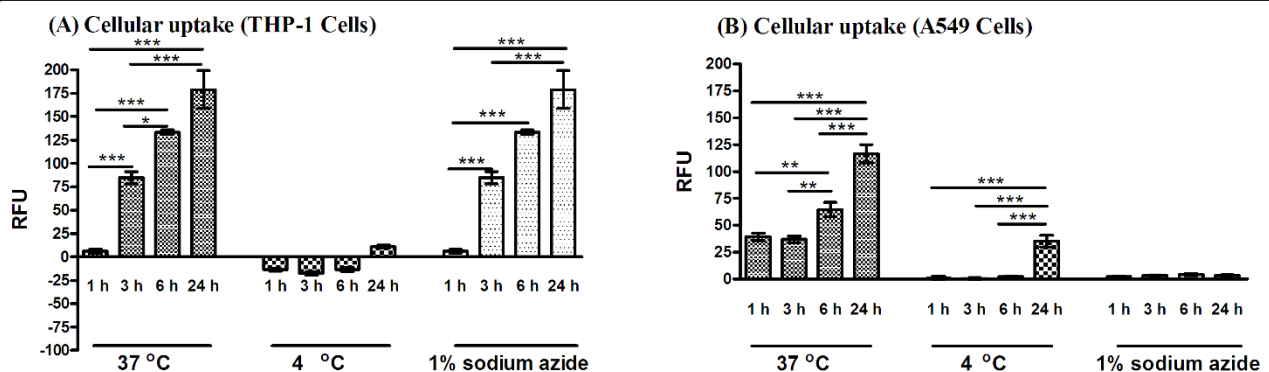 (A) Cellular uptake (THP-1 Cells)
***
***
***
*
***
***
***
***
***
200
175
150
125
100
75
50
25
0
-25
-50
-75
-100
RFU
1 h 3 h 6 h 24 h
1 h 3 h 6 h 24 h
1 h 3 h 6 h 24 h
37 °C
4 °C
1% sodium azide
(B) Cellular uptake (A549 Cells)
***
***
***
**
**
***
***
***
200
175
150
125
100
75
50
25
0
RFU
1 h 3 h 6 h 24 h
1 h 3 h 6 h 24 h
1 h 3 h 6 h 24 h
37 °C
4 °C
1% sodium azide